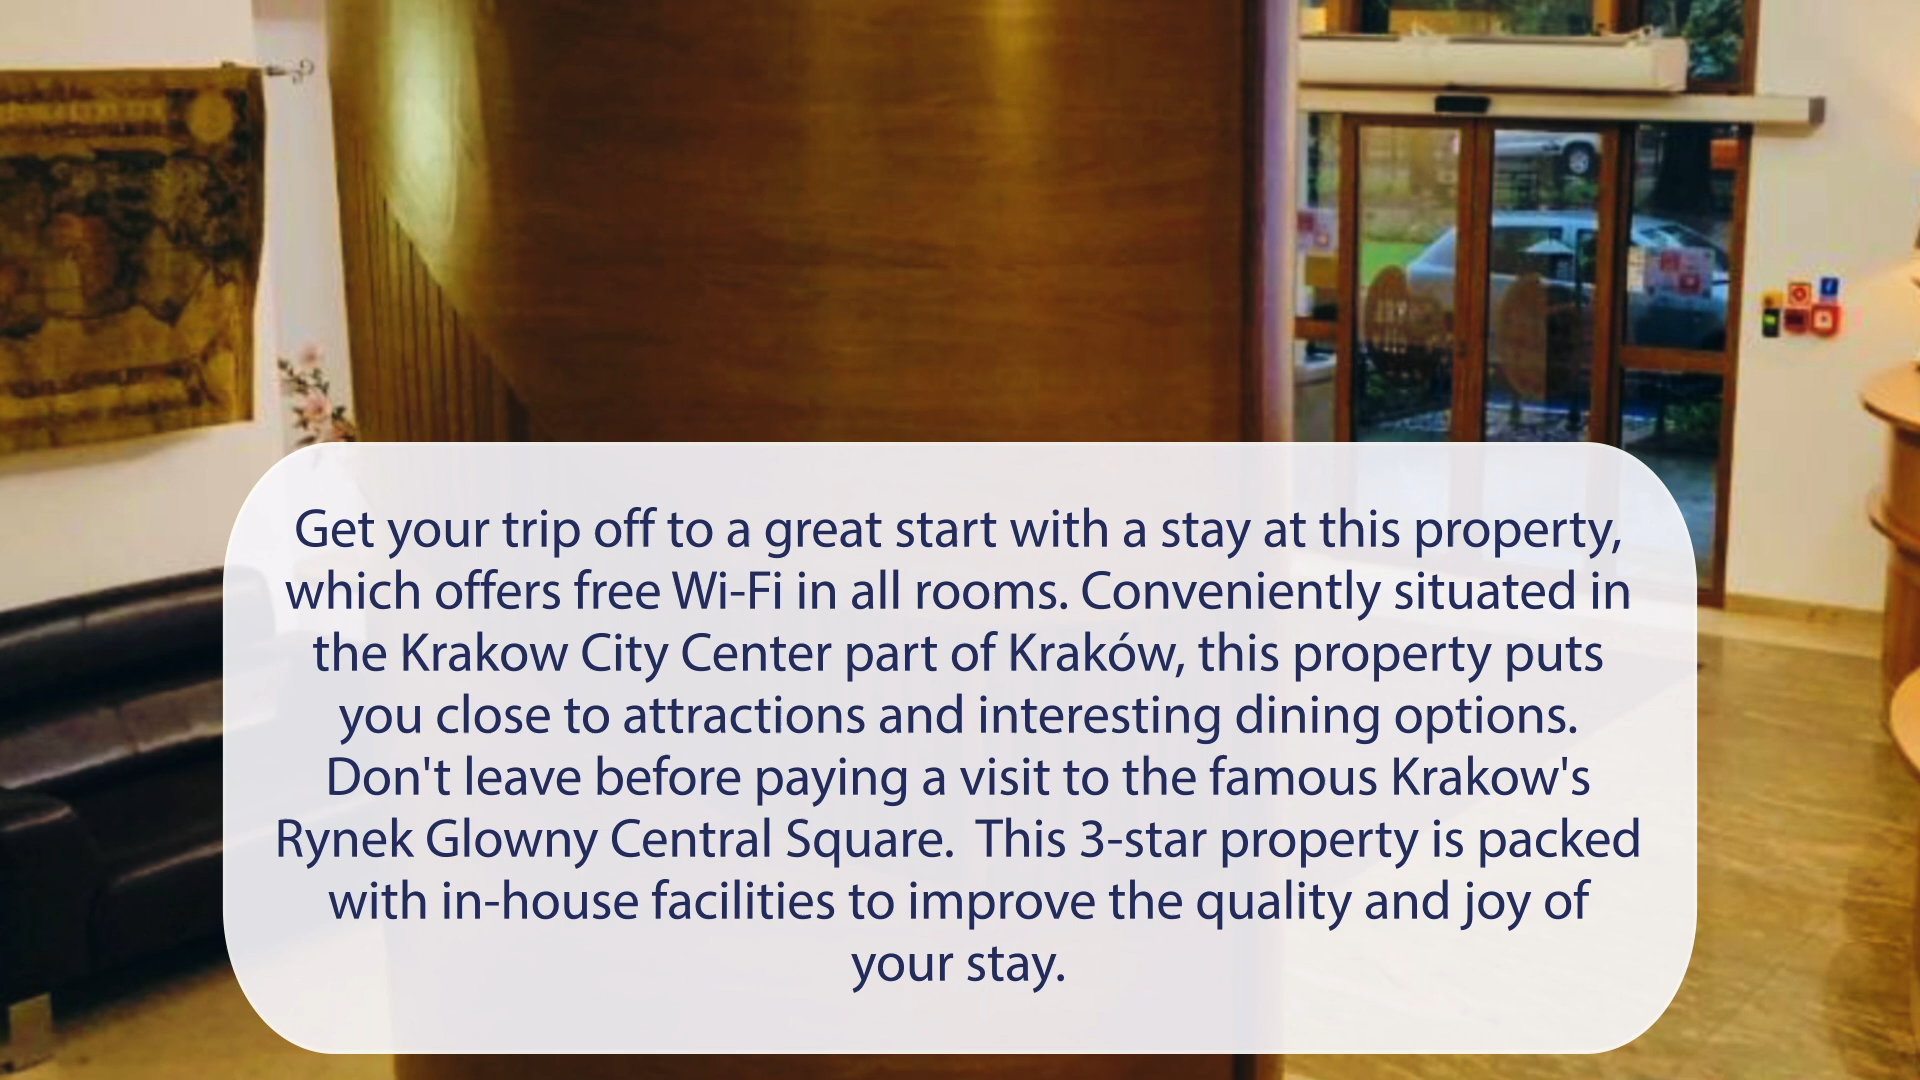 Get your trip off to a great start with a stay at this property,
which offers free Wi-Fi in all rooms. Conveniently situated in
the Krakow City Center part of Kraków, this property puts
you close to attractions and interesting dining options.
Don't leave before paying a visit to the famous Krakow's
Rynek Glowny Central Square.  This 3-star property is packed
with in-house facilities to improve the quality and joy of
your stay.